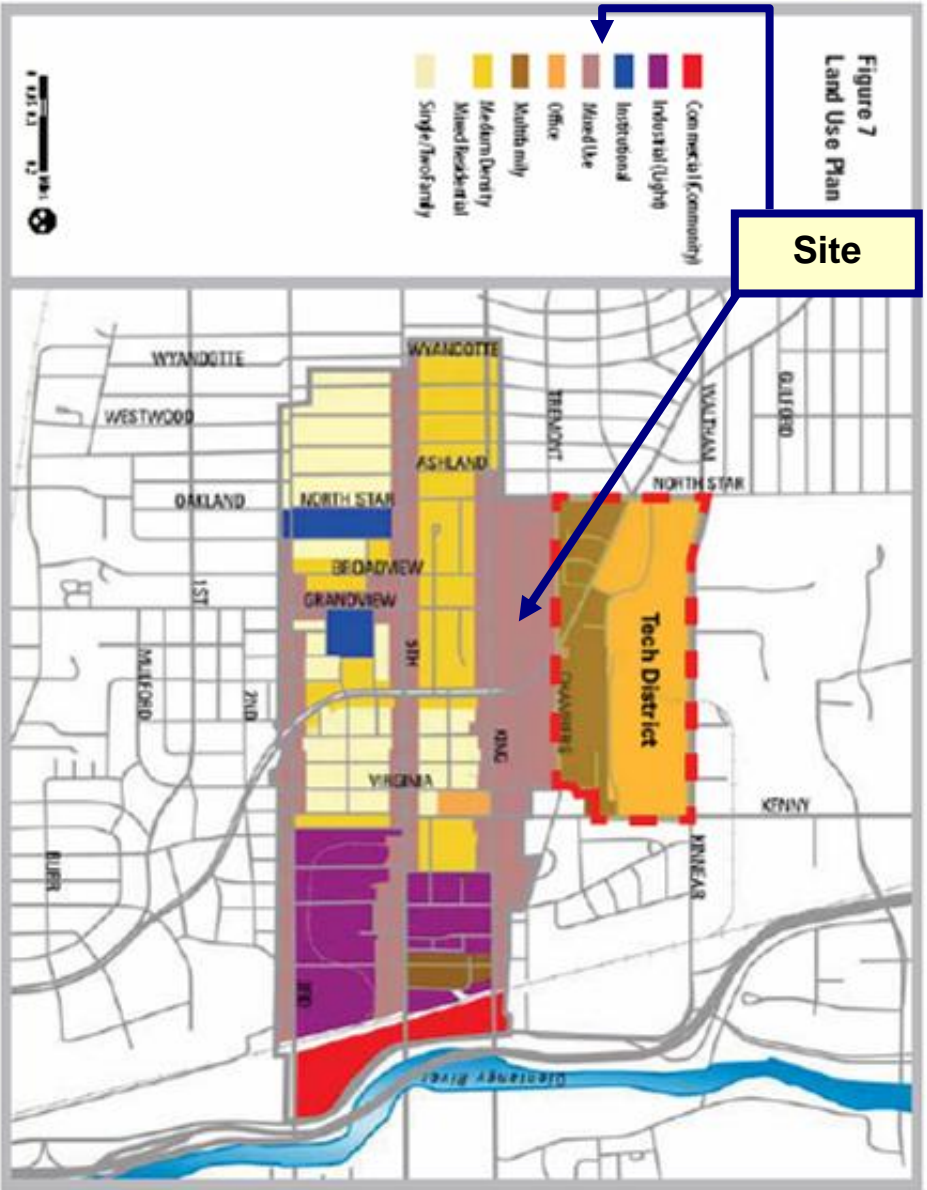 Figure 7
Land Use Plan
Commercial (Community)
Industrial (Light)
Institutional
Mixed Use
Office
Multifamily
Medium Density
Mixed Residential
Single/Two Family
Site
WYANDOTTE
WYANDOTTE
WESTWOOD
TREMONT
WALTHAM
GUILFORD
ASHLAND
NORTH STAR
OAKLAND
NORTH STAR
BROADVIEW
1ST
GRANDVIEW
5TH
Tech District
MULFORD
2ND
CHAMBERS
KING
VIRGINIA
KENNY
BURR
KINNEAR
3RD
Olentangy River